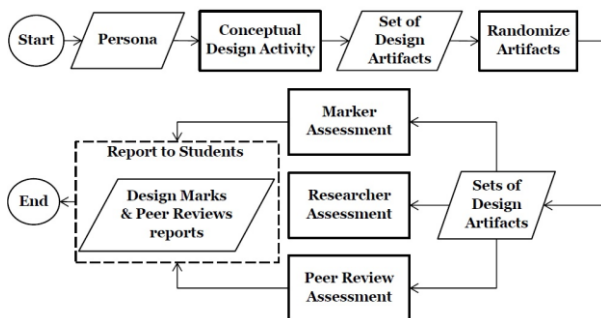 Start
Persona
Conceptual
Design Activity
Set of
Design
Artifacts
Randomize
Artifacts
Marker
Assessment
Report to Students
End
Design Marks
& Peer Reviews
reports
Researcher
Assessment
Sets of
Design
Artifacts
Peer Review
Assessment